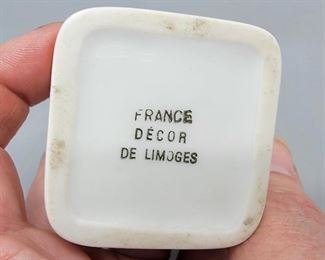 FRANCE
DÉCOR
DE LIMOGES